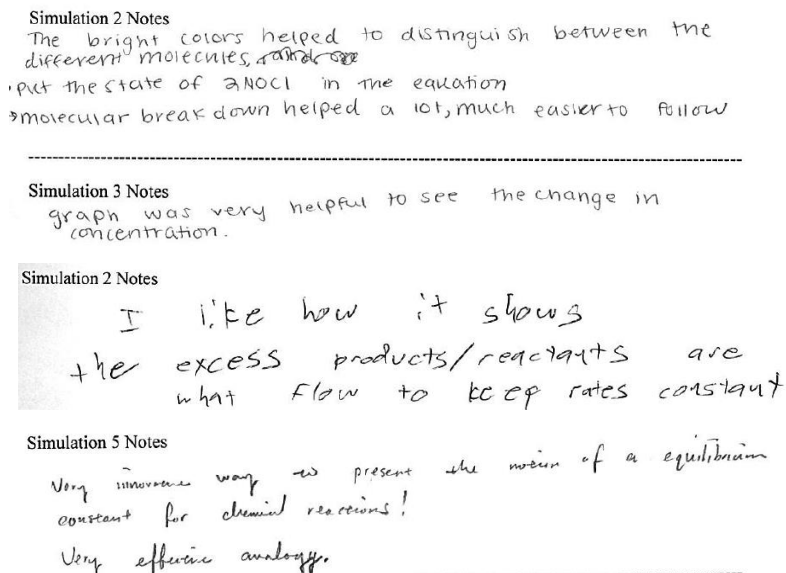 Simulation 2 Notes
The bright colors helped to distinguish between the
different molecules,
• put the state of 2NOCl in the equation
→molecular break down helped a lot, much easier to follow
Simulation 3 Notes
graph was very helpful to see the change in
concentration.
Simulation 2 Notes
I like how it shows
the excess products/reactants are
what flow to keep rates constant
Simulation 5 Notes
Very way to present the notion of a equilibrium
constant for chemical reactions!
Very effective analogy.